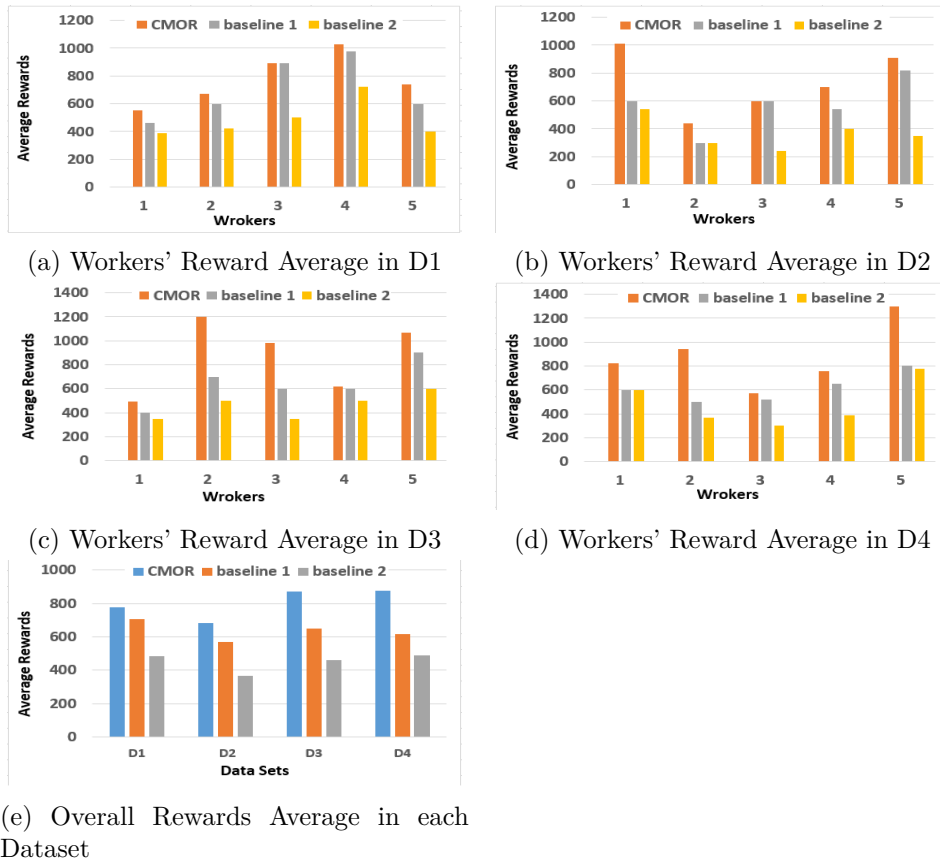 1200
1000
800
600
400
200
0
CMOR baseline 1 baseline 2
Average Rewards
1 2 3 4 5
Wrokers
(a) Workers' Reward Average in D1
1200
1000
800
600
400
200
0
CMOR baseline 1 baseline 2
Average Rewards
1 2 3 4 5
Wrokers
(b) Workers' Reward Average in D2
1400
1200
1000
800
600
400
200
0
CMOR baseline 1 baseline 2
Average Rewards
1 2 3 4 5
Wrokers
(c) Workers' Reward Average in D3
1400
1200
1000
800
600
400
200
0
CMOR baseline 1 baseline 2
Average Rewards
1 2 3 4 5
Wrokers
(d) Workers' Reward Average in D4
1000
800
600
400
200
0
CMOR baseline 1 baseline 2
Average Rewards
D1 D2 D3 D4
Data Sets
(e) Overall Rewards Average in each
Dataset